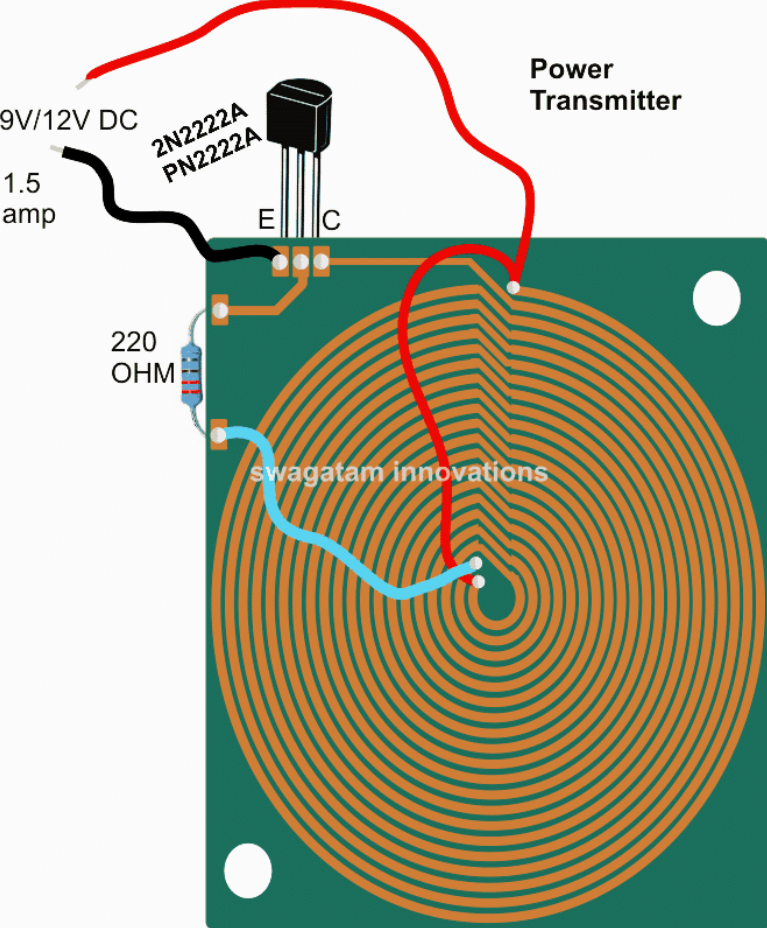 Power
Transmitter
9V/12V DC
2N2222A
PN2222A
1.5
amp
E
C
220
OHM
swagatam innovations